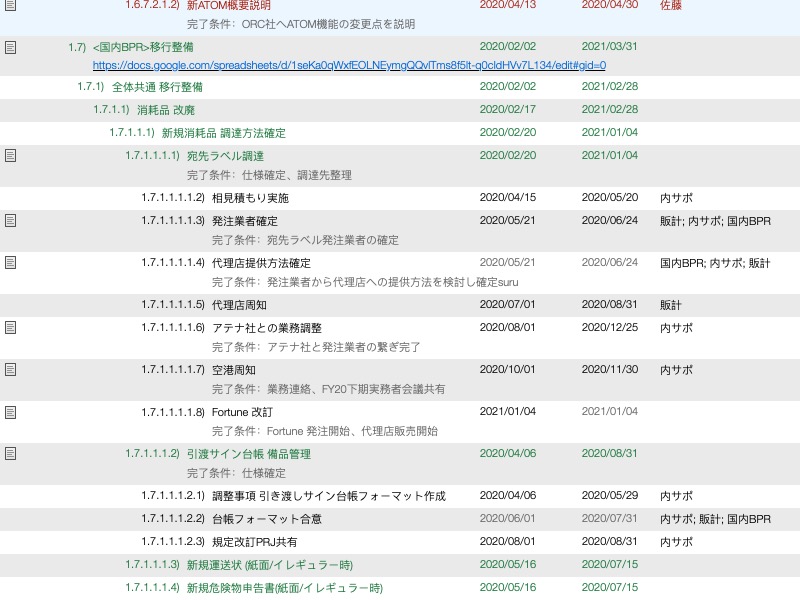 1.6.7.2.1.2) 新ATOM概要説明 2020/04/13 2020/04/30 佐藤
完了条件: ORC社へATOM機能の変更点を説明
1.7) <国内BPR>移行整備 2020/02/02 2021/03/31
https://docs.google.com/spreadsheets/d/1seKa0qWxfEOLNEymgQQvlTms8f5lt-q0cIdHVv7L134/edit#gid=0
1.7.1) 全体共通 移行整備 2020/02/02 2021/02/28
1.7.1.1) 消耗品 改廃 2020/02/17 2021/02/28
1.7.1.1.1) 新規消耗品 調達方法確定 2020/02/20 2021/01/04
1.7.1.1.1.1) 宛先ラベル調達 2020/02/20 2021/01/04
完了条件: 仕様確定、調達先整理
1.7.1.1.1.1.2) 相見積もり実施 2020/04/15 2020/05/20 内サポ
1.7.1.1.1.1.3) 発注業者確定 2020/05/21 2020/06/24 販計; 内サポ; 国内BPR
完了条件: 宛先ラベル発注業者の確定
1.7.1.1.1.1.4) 代理店提供方法確定 2020/05/21 2020/06/24 国内BPR; 内サポ; 販計
完了条件: 発注業者から代理店への提供方法を検討し確定suru
1.7.1.1.1.1.5) 代理店周知 2020/07/01 2020/08/31 販計
1.7.1.1.1.1.6) アテナ社との業務調整 2020/08/01 2020/12/25 内サポ
完了条件: アテナ社と発注業者の繋ぎ完了
1.7.1.1.1.1.7) 空港周知 2020/10/01 2020/11/30 内サポ
完了条件: 業務連絡、FY20下期実務者会議共有
1.7.1.1.1.1.8) Fortune 改訂 2021/01/04 2021/01/04
完了条件: Fortune 発注開始、代理店販売開始
1.7.1.1.1.2) 引渡サイン台帳 備品管理 2020/04/06 2020/08/31
完了条件: 仕様確定
1.7.1.1.1.2.1) 調整事項 引き渡しサイン台帳フォーマット作成 2020/04/06 2020/05/29 内サポ
1.7.1.1.1.2.2) 台帳フォーマット合意 2020/06/01 2020/07/31 内サポ; 販計; 国内BPR
1.7.1.1.1.2.3) 規定改訂PRJ共有 2020/08/01 2020/08/31 内サポ
1.7.1.1.1.3) 新規運送状 (紙面/イレギュラー時) 2020/05/16 2020/07/15
1.7.1.1.1.4) 新規危険物申告書(紙面/イレギュラー時) 2020/05/16 2020/07/15